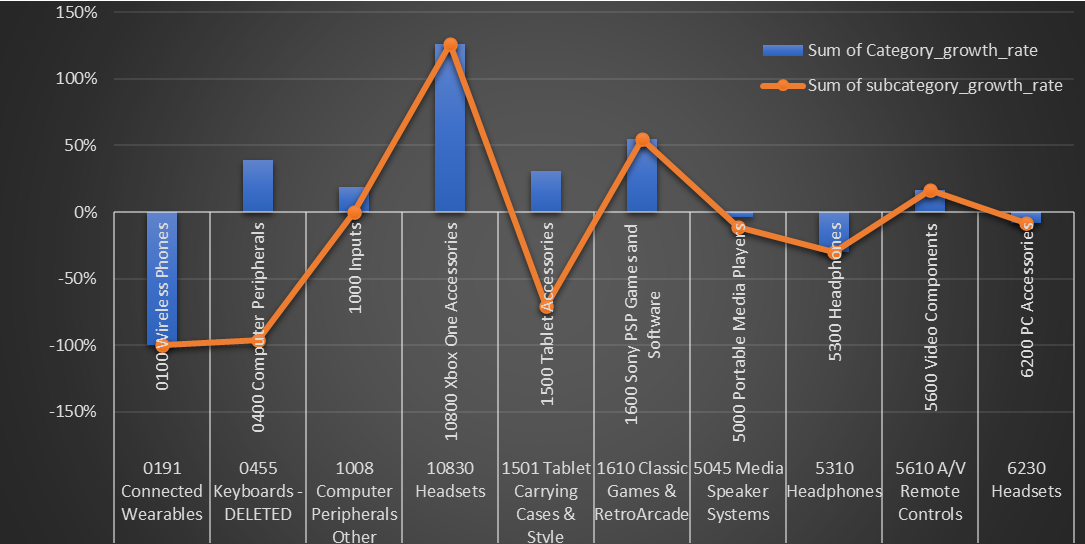 150%
100%
50%
0%
-50%
-100%
-150%
Sum of Category_growth_rate
Sum of subcategory_growth_rate
0100 Wireless Phones
0400 Computer Peripherals
1000 Inputs
10800 Xbox One Accessories
1500 Tablet Accessories
1600 Sony PSP Games and
Software
5000 Portable Media Players
5300 Headphones
5600 Video Components
6200 PC Accessories
0191
Connected
Wearables
0455
Keyboards -
DELETED
1008
Computer
Peripherals
Other
10830
Headsets
1501 Tablet
Carrying
Cases &
Style
1610 Classic
Games &
RetroArcade
5045 Media
Speaker
Systems
5310
Headphones
5610 A/V
Remote
Controls
6230
Headsets